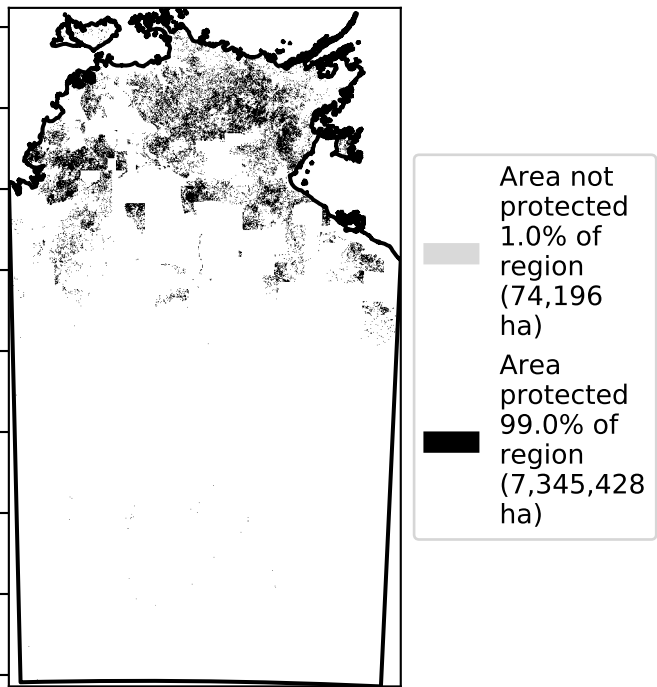 Area not
protected
1.0% of
region
(74,196
ha)
Area
protected
99.0% of
region
(7,345,428
ha)